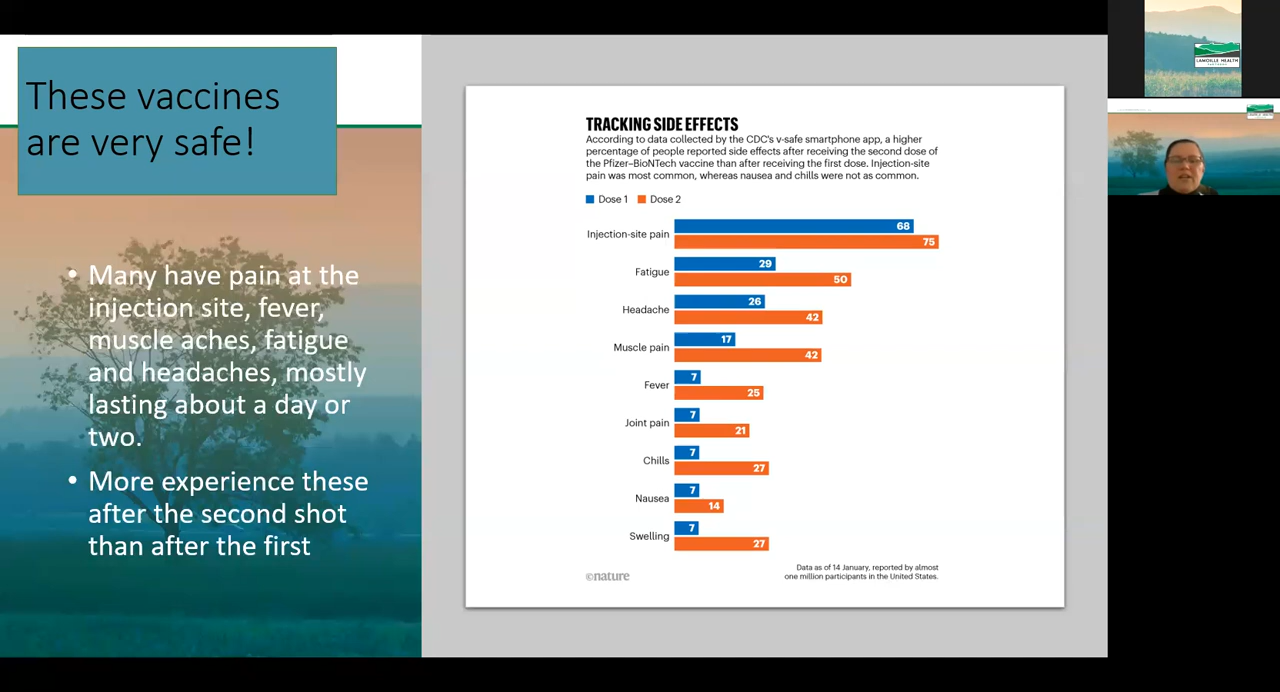 These vaccines
are very safe!
• Many have pain at the
injection site, fever,
muscle aches, fatigue
and headaches, mostly
lasting about a day or
two.
• More experience these
after the second shot
than after the first
TRACKING SIDE EFFECTS
According to data collected by the CDC's v-safe smartphone app, a higher
percentage of people reported side effects after receiving the second dose of
the Pfizer–BioNTech vaccine than after receiving the first dose. Injection-site
pain was most common, whereas nausea and chills were not as common.
Dose 1 Dose 2
Injection-site pain 68 75
Fatigue 29 50
Headache 26 42
Muscle pain 17 42
Fever 7 25
Joint pain 7 21
Chills 7 27
Nausea 7 14
Swelling 7 27
©nature
Data as of 14 January, reported by almost
one million participants in the United States.
LAMOILLE HEALTH
PARTNERS